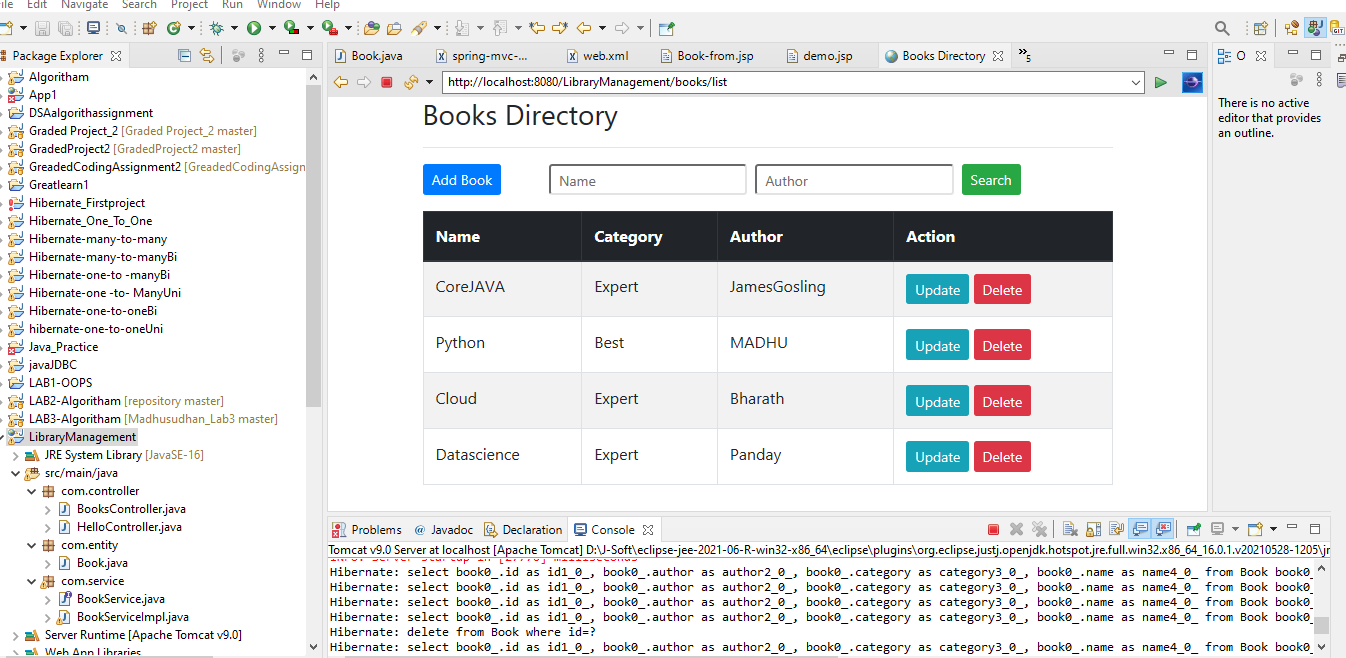 File Edit Navigate Search Project Run Window Help
Package Explorer
Algoritham
App1
DSAalgorithassignment
Graded Project_2 [Graded Project_2 master]
GradedProject2 [GradedProject2 master]
GreadedCodingAssignment2 [GreadedCodingAssign
Greatlearn1
Hibernate_Firstproject
Hibernate_One_To_One
Hibernate-many-to-many
Hibernate-many-to-manyBi
Hibernate-one-to -manyBi
Hibernate-one -to- ManyUni
Hibernate-one-to-oneBi
hibernate-one-to-oneUni
Java_Practice
javaJDBC
LAB1-OOPS
LAB2-Algoritham [repository master]
LAB3-Algoritham [Madhusudhan_Lab3 master]
LibraryManagement
JRE System Library [JavaSE-16]
src/main/java
com.controller
BooksController.java
HelloController.java
com.entity
Book.java
com.service
BookService.java
BookServiceImpl.java
Server Runtime [Apache Tomcat v9.0]
Web App Libraries
Book.java spring-mvc-... web.xml Book-from.jsp demo.jsp Books Directory »5
http://localhost:8080/LibraryManagement/books/list
Books Directory
Add Book Name Author Search
Name Category Author Action
CoreJAVA Expert JamesGosling Update Delete
Python Best MADHU Update Delete
Cloud Expert Bharath Update Delete
Datascience Expert Panday Update Delete
O
There is no active
editor that provides
an outline.
Problems @ Javadoc Declaration Console
Tomcat v9.0 Server at localhost [Apache Tomcat] D:\J-Soft\eclipse-jee-2021-06-R-win32-x86_64\eclipse\plugins\org.eclipse.justj.openjdk.hotspot.jre.full.win32.x86_64_16.0.1.v20210528-1205\jr
Hibernate: select book0_.id as id1_0_, book0_.author as author2_0_, book0_.category as category3_0_, book0_.name as name4_0_ from Book book0_
Hibernate: select book0_.id as id1_0_, book0_.author as author2_0_, book0_.category as category3_0_, book0_.name as name4_0_ from Book book0_
Hibernate: select book0_.id as id1_0_, book0_.author as author2_0_, book0_.category as category3_0_, book0_.name as name4_0_ from Book book0_
Hibernate: select book0_.id as id1_0_, book0_.author as author2_0_, book0_.category as category3_0_, book0_.name as name4_0_ from Book book0_
Hibernate: delete from Book where id=?
Hibernate: select book0_.id as id1_0_, book0_.author as author2_0_, book0_.category as category3_0_, book0_.name as name4_0_ from Book book0_